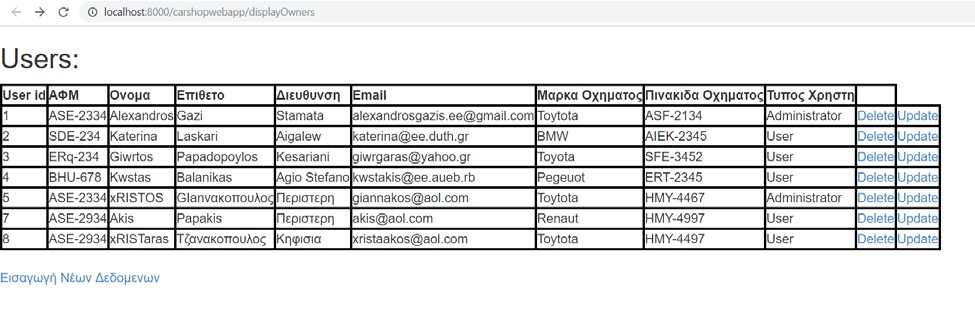 localhost:8000/carshopwebapp/displayOwners
Users:
User id ΑΦΜ Ονομα Επιθετο Διευθυνση Email Μαρκα Οχηματος Πινακιδα Οχηματος Τυπος Χρηστη
1 ASE-2334 Alexandros Gazi Stamata alexandrosgazis.ee@gmail.com Toytota ASF-2134 Administrator Delete Update
2 SDE-234 Katerina Laskari Aigalew katerina@ee.duth.gr BMW AIEK-2345 User Delete Update
3 ERq-234 Giwrtos Papadopoylos Kesariani giwrgaras@yahoo.gr Toyota SFE-3452 User Delete Update
4 BHU-678 Kwstas Balanikas Agio Stefano kwstakis@ee.aueb.rb Pegeuot ERT-2345 User Delete Update
5 ASE-2334 xRISTOS GIανvακοπουλος Περιστερη giannakos@aol.com Toytota HMY-4467 Administrator Delete Update
7 ASE-2934 Akis Papakis Περιστερη akis@aol.com Renaut HMY-4997 User Delete Update
8 ASE-2934 xRISTaras Τζανακοπουλος Κηφισια xristaakos@aol.com Toytota HMY-4497 User Delete Update
Εισαγωγή Νέων Δεδομενων